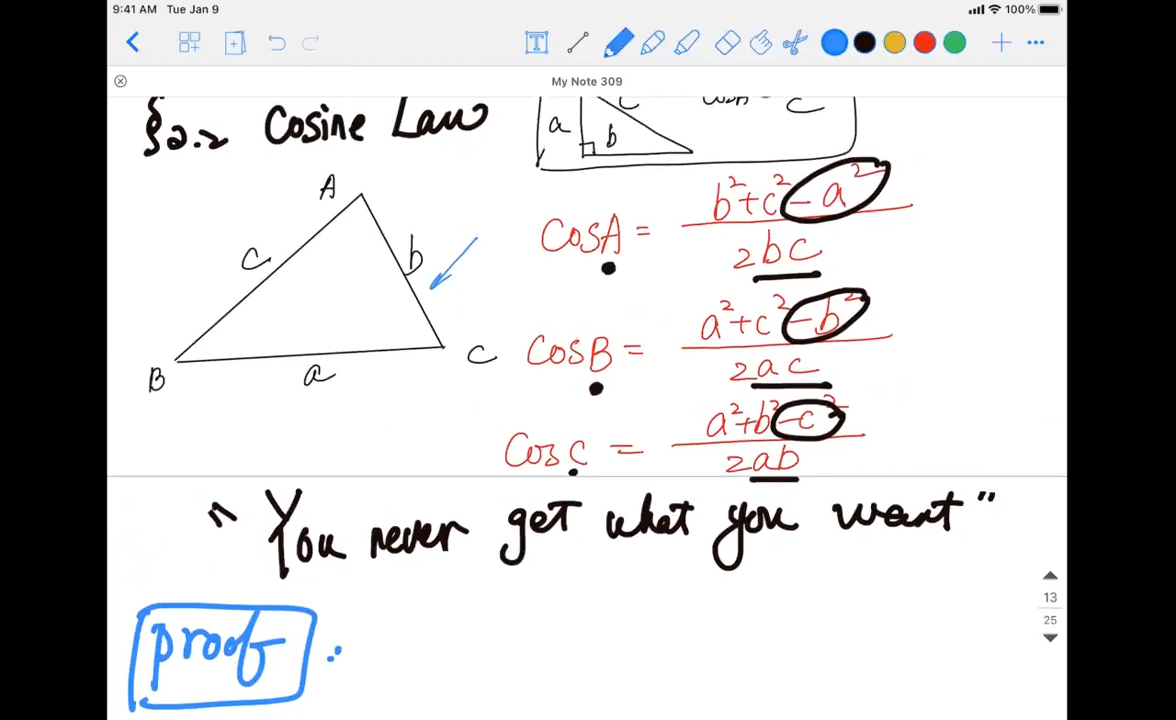 9:41 AM Tue Jan 9
100%
T
My Note 309
§2.2 Cosine Law
a
b
c
cosA = 
c
A
c
b
B
a
C
CosA = b²+c²-a² / 2bc
CosB = a²+c²-b² / 2ac
Cosc = a²+b²-c² / 2ab
"You never get what you want"
13
25
proof :